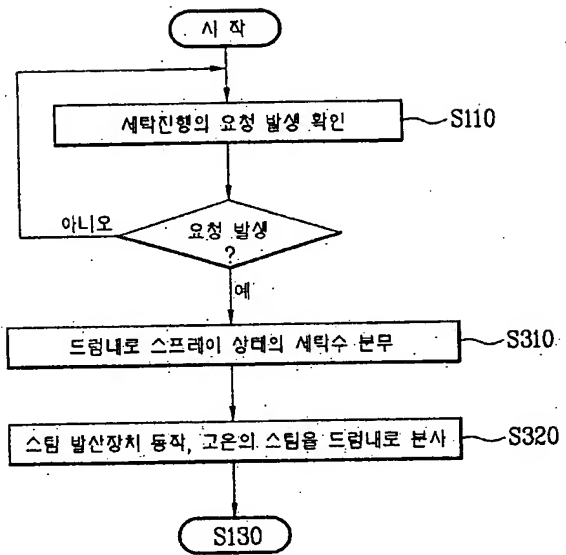 시 작
세탁진행의 요청 발생 확인
S110
아니오
요청 발생
?
예
드럼내로 스프레이 상태의 세탁수 분무
S310
스팀 발산장치 동작, 고온의 스팀을 드럼내로 분사
S320
S130